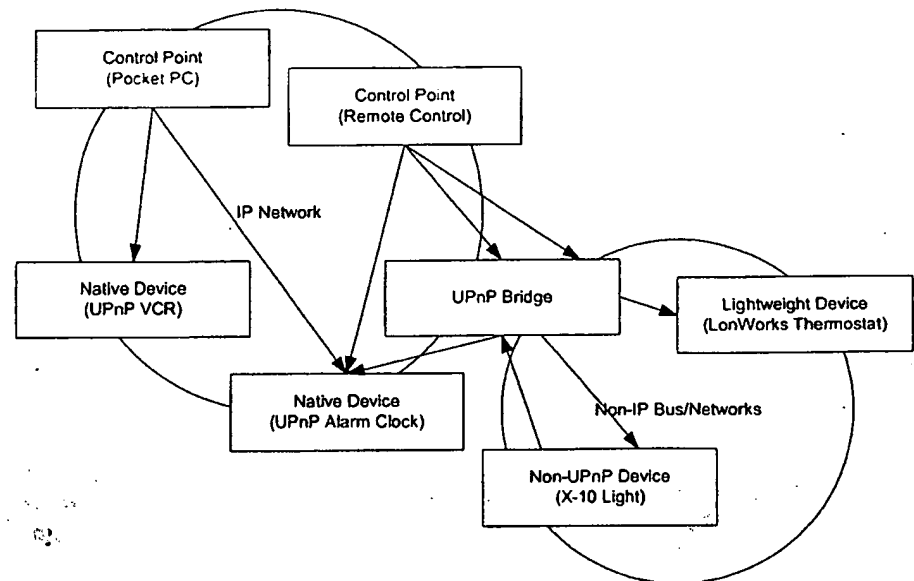 Control Point
(Pocket PC)
Control Point
(Remote Control)
IP Network
Native Device
(UPnP VCR)
UPnP Bridge
Lightweight Device
(LonWorks Thermostat)
Native Device
(UPnP Alarm Clock)
Non-IP Bus/Networks
Non-UPnP Device
(X-10 Light)